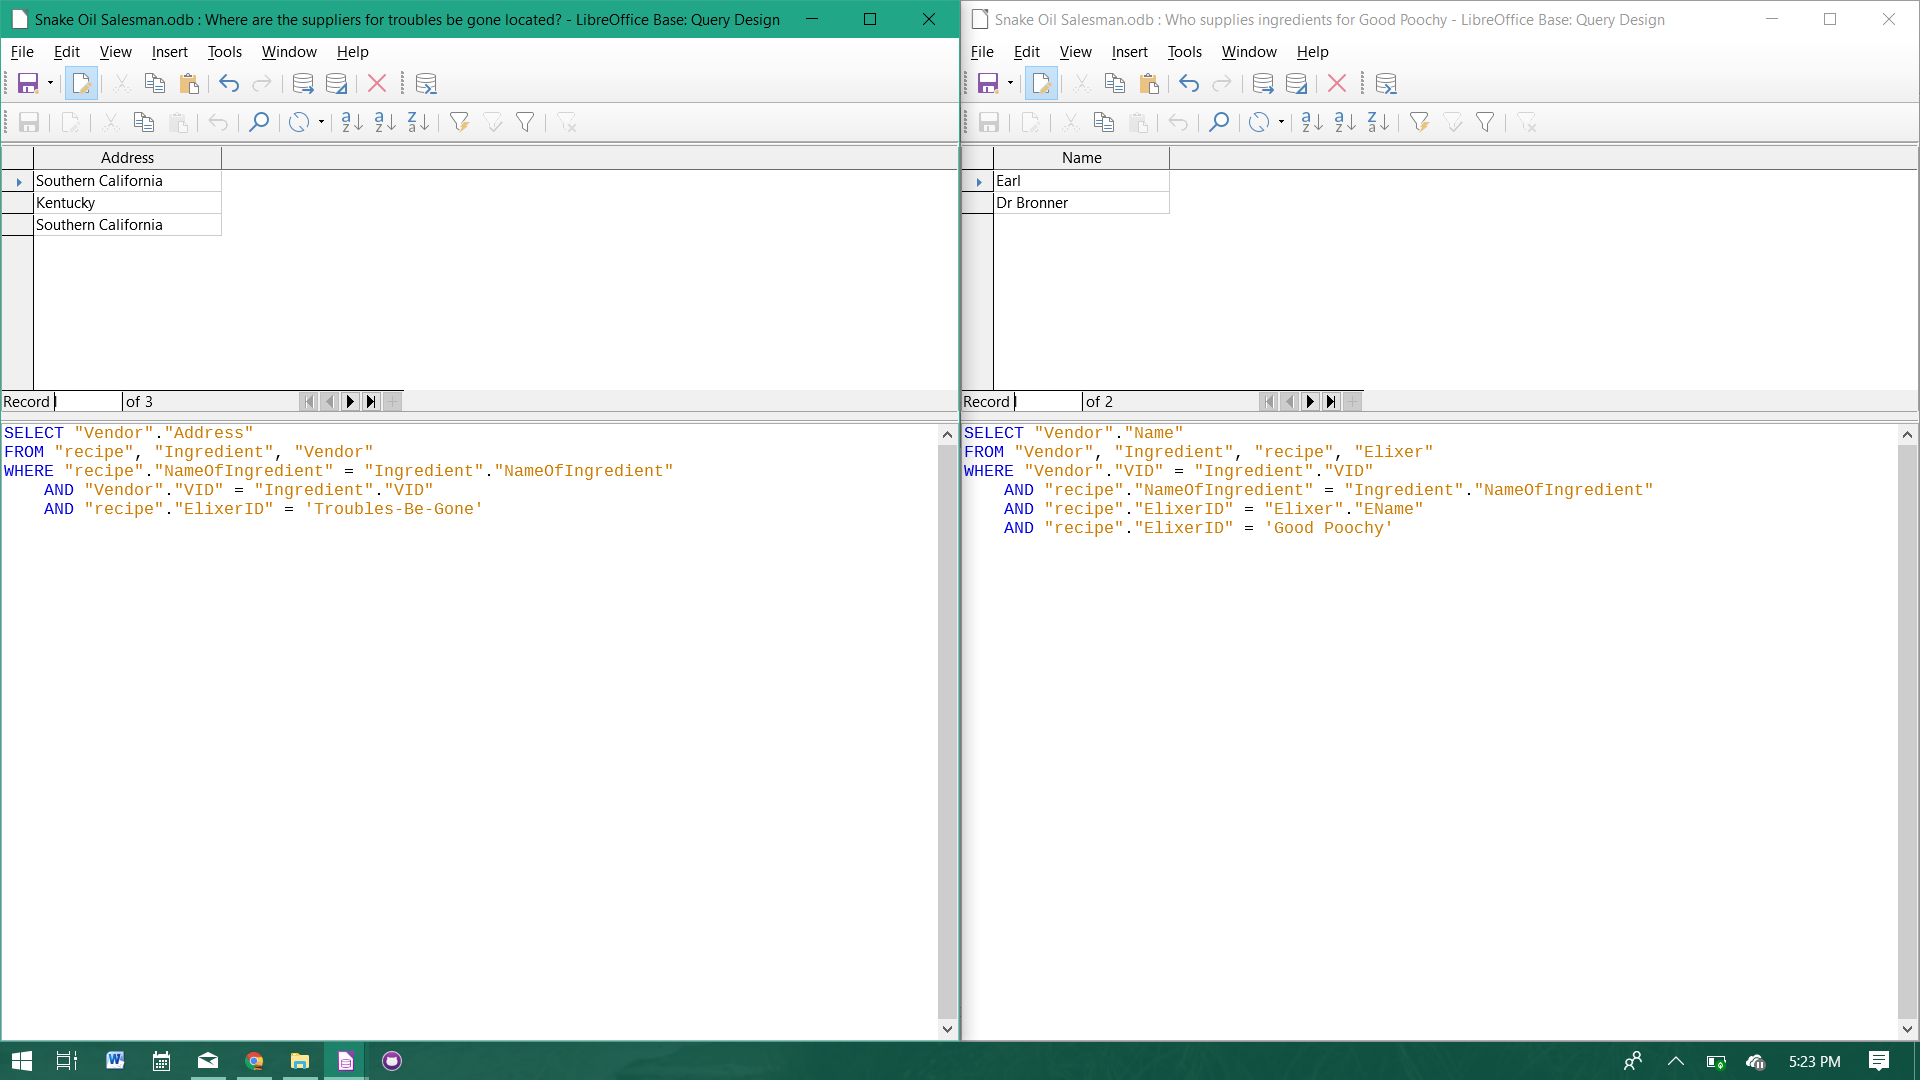 Snake Oil Salesman.odb : Where are the suppliers for troubles be gone located? - LibreOffice Base: Query Design
File Edit View Insert Tools Window Help
Address
Southern California
Kentucky
Southern California
Record 1 of 3
SELECT "Vendor"."Address"
FROM "recipe", "Ingredient", "Vendor"
WHERE "recipe"."NameOfIngredient" = "Ingredient"."NameOfIngredient"
AND "Vendor"."VID" = "Ingredient"."VID"
AND "recipe"."ElixerID" = 'Troubles-Be-Gone'
Snake Oil Salesman.odb : Who supplies ingredients for Good Poochy - LibreOffice Base: Query Design
File Edit View Insert Tools Window Help
Name
Earl
Dr Bronner
Record 1 of 2
SELECT "Vendor"."Name"
FROM "Vendor", "Ingredient", "recipe", "Elixer"
WHERE "Vendor"."VID" = "Ingredient"."VID"
AND "recipe"."NameOfIngredient" = "Ingredient"."NameOfIngredient"
AND "recipe"."ElixerID" = "Elixer"."EName"
AND "recipe"."ElixerID" = 'Good Poochy'
5:23 PM